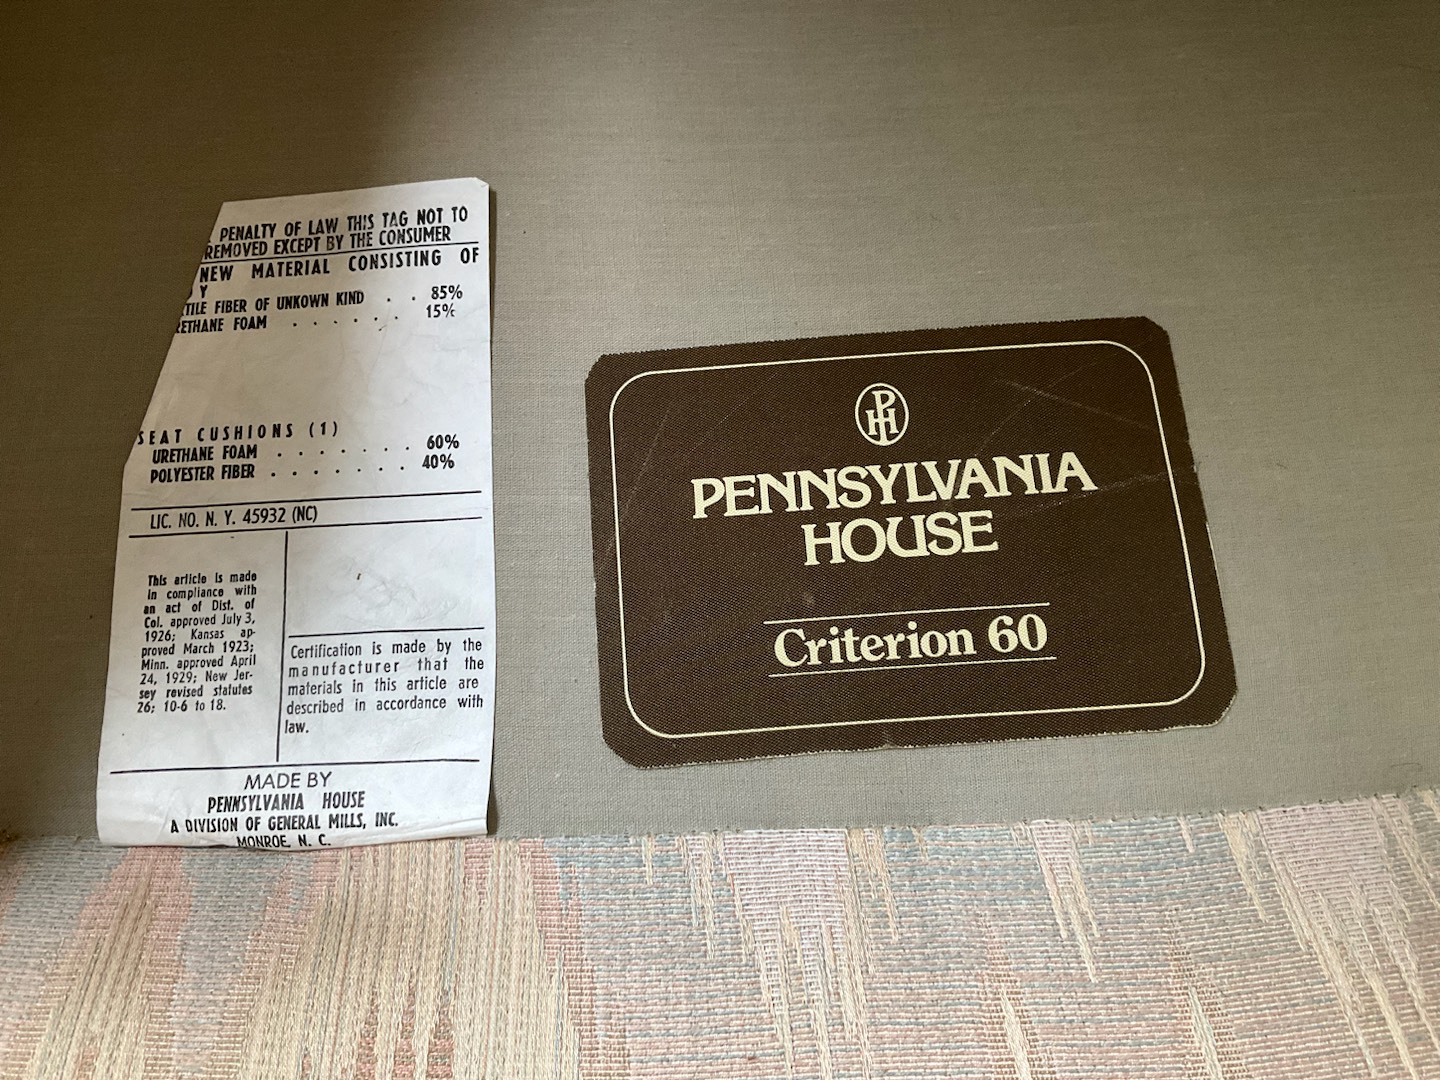 PENALTY OF LAW THIS TAG NOT TO
REMOVED EXCEPT BY THE CONSUMER
NEW MATERIAL CONSISTING OF
Y
TILE FIBER OF UNKOWN KIND . . 85%
RETHANE FOAM . . . . . . 15%
SEAT CUSHIONS (1)
URETHANE FOAM . . . . . . . 60%
POLYESTER FIBER . . . . . . . 40%
LIC. NO. N. Y. 45932 (NC)
This article is made
in compliance with
an act of Dist. of
Col. approved July 3,
1926; Kansas ap-
proved March 1923;
Minn. approved April
24, 1929; New Jer-
sey revised statutes
26; 10-6 to 18.
Certification is made by the
manufacturer that the
materials in this article are
described in accordance with
law.
MADE BY
PENNSYLVANIA HOUSE
A DIVISION OF GENERAL MILLS, INC.
MONROE, N. C.
PH
PENNSYLVANIA
HOUSE
Criterion 60